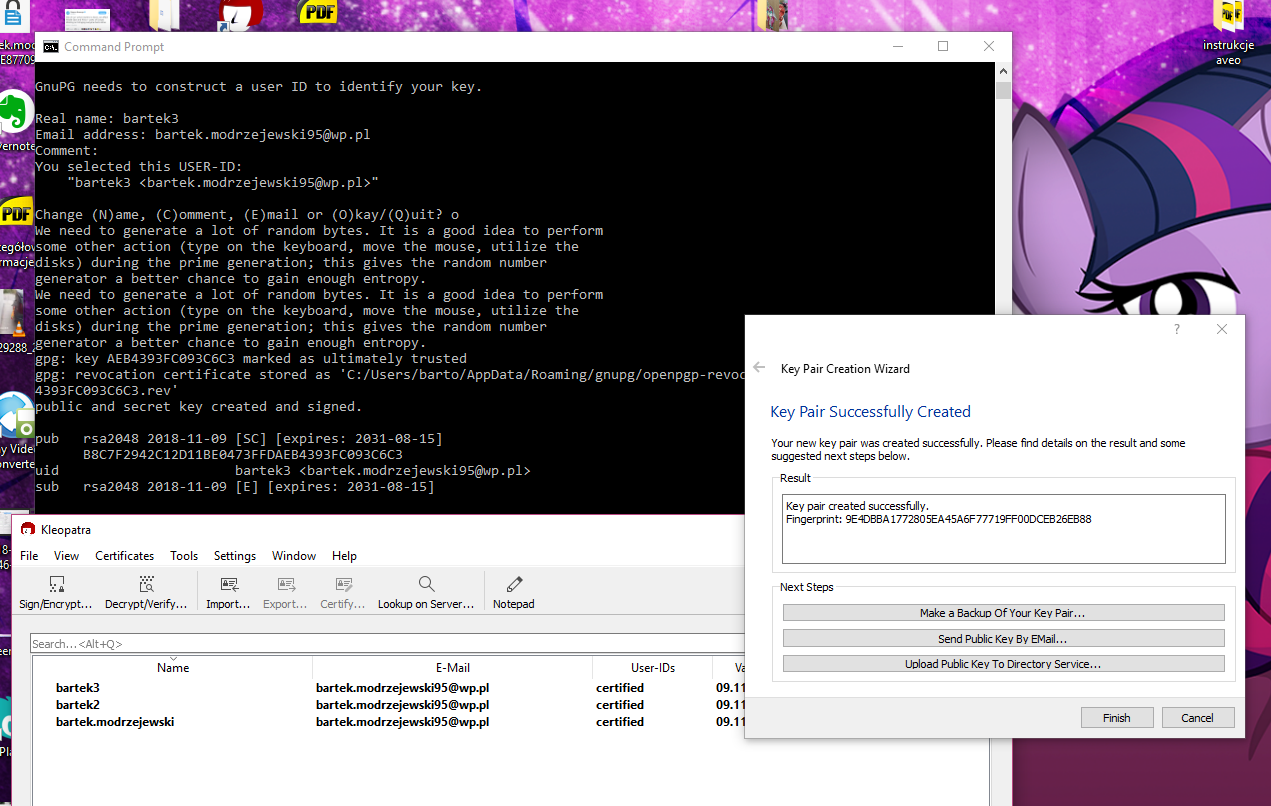 PDF
instrukcje
aveo
Command Prompt
GnuPG needs to construct a user ID to identify your key.
Real name: bartek3
Email address: bartek.modrzejewski95@wp.pl
Comment:
You selected this USER-ID:
"bartek3 <bartek.modrzejewski95@wp.pl>"
Change (N)ame, (C)omment, (E)mail or (O)kay/(Q)uit? o
We need to generate a lot of random bytes. It is a good idea to perform
some other action (type on the keyboard, move the mouse, utilize the
disks) during the prime generation; this gives the random number
generator a better chance to gain enough entropy.
We need to generate a lot of random bytes. It is a good idea to perform
some other action (type on the keyboard, move the mouse, utilize the
disks) during the prime generation; this gives the random number
generator a better chance to gain enough entropy.
gpg: key AEB4393FC093C6C3 marked as ultimately trusted
gpg: revocation certificate stored as 'C:/Users/barto/AppData/Roaming/gnupg/openpgp-revoc
4393FC093C6C3.rev'
public and secret key created and signed.
pub rsa2048 2018-11-09 [SC] [expires: 2031-08-15]
B8C7F2942C12D11BE0473FFDAEB4393FC093C6C3
uid bartek3 <bartek.modrzejewski95@wp.pl>
sub rsa2048 2018-11-09 [E] [expires: 2031-08-15]
ek.mod
E87709
vernote
PDF
zegółow
rmacje
29288_2
y Vide
onverte
Kleopatra
File View Certificates Tools Settings Window Help
Sign/Encrypt... Decrypt/Verify... Import... Export... Certify... Lookup on Server... Notepad
Search...<Alt+Q>
Name E-Mail User-IDs Va
bartek3 bartek.modrzejewski95@wp.pl certified 09.11
bartek2 bartek.modrzejewski95@wp.pl certified 09.11
bartek.modrzejewski bartek.modrzejewski95@wp.pl certified 09.11
?
Key Pair Creation Wizard
Key Pair Successfully Created
Your new key pair was created successfully. Please find details on the result and some
suggested next steps below.
Result
Key pair created successfully.
Fingerprint: 9E4DBBA1772805EA45A6F77719FF00DCEB26EB88
Next Steps
Make a Backup Of Your Key Pair...
Send Public Key By EMail...
Upload Public Key To Directory Service...
Finish Cancel